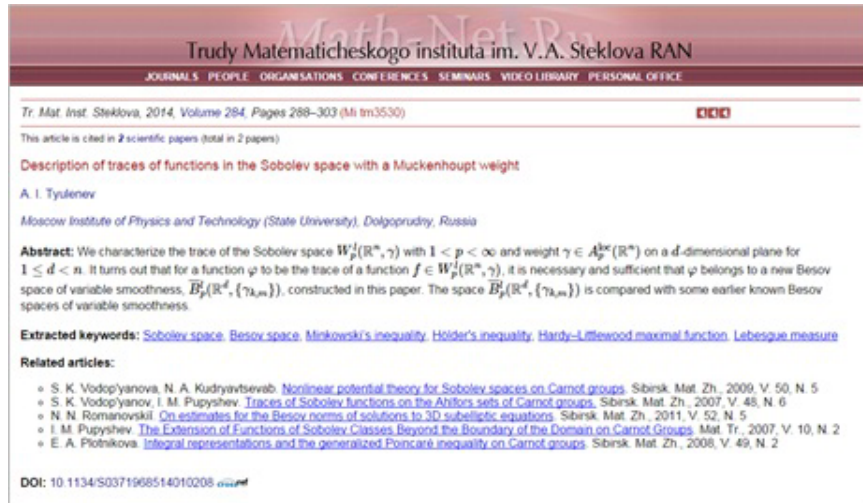 Math-Net.Ru
Trudy Matematicheskogo instituta im. V.A. Steklova RAN
JOURNALS PEOPLE ORGANISATIONS CONFERENCES SEMINARS VIDEO LIBRARY PERSONAL OFFICE
Tr. Mat. Inst. Steklova, 2014, Volume 284, Pages 288–303 (Mi tm3530)
This article is cited in 2 scientific papers (total in 2 papers)
Description of traces of functions in the Sobolev space with a Muckenhoupt weight
A. I. Tyulenev
Moscow Institute of Physics and Technology (State University), Dolgoprudny, Russia
Abstract: We characterize the trace of the Sobolev space W_p^l(ℝ^n, γ) with 1 < p < ∞ and weight γ ∈ A_p^{loc}(ℝ^n) on a d-dimensional plane for
1 ≤ d < n. It turns out that for a function φ to be the trace of a function f ∈ W_p^l(ℝ^n, γ), it is necessary and sufficient that φ belongs to a new Besov
space of variable smoothness, B̅_p^l(ℝ^d, {γ_{k,m}}), constructed in this paper. The space B̅_p^l(ℝ^d, {γ_{k,m}}) is compared with some earlier known Besov
spaces of variable smoothness.
Extracted keywords: Sobolev space, Besov space, Minkowski's inequality, Hölder's inequality, Hardy–Littlewood maximal function, Lebesgue measure
Related articles:
S. K. Vodop'yanova, N. A. Kudryavtsevab. Nonlinear potential theory for Sobolev spaces on Carnot groups. Sibirsk. Mat. Zh., 2009, V. 50, N. 5
S. K. Vodop'yanov, I. M. Pupyshev. Traces of Sobolev functions on the Ahlfors sets of Carnot groups. Sibirsk. Mat. Zh., 2007, V. 48, N. 6
N. N. Romanovskiĭ. On estimates for the Besov norms of solutions to 3D subelliptic equations. Sibirsk. Mat. Zh., 2011, V. 52, N. 5
I. M. Pupyshev. The Extension of Functions of Sobolev Classes Beyond the Boundary of the Domain on Carnot Groups. Mat. Tr., 2007, V. 10, N. 2
E. A. Plotnikova. Integral representations and the generalized Poincaré inequality on Carnot groups. Sibirsk. Mat. Zh., 2008, V. 49, N. 2
DOI: 10.1134/S0371968514010208